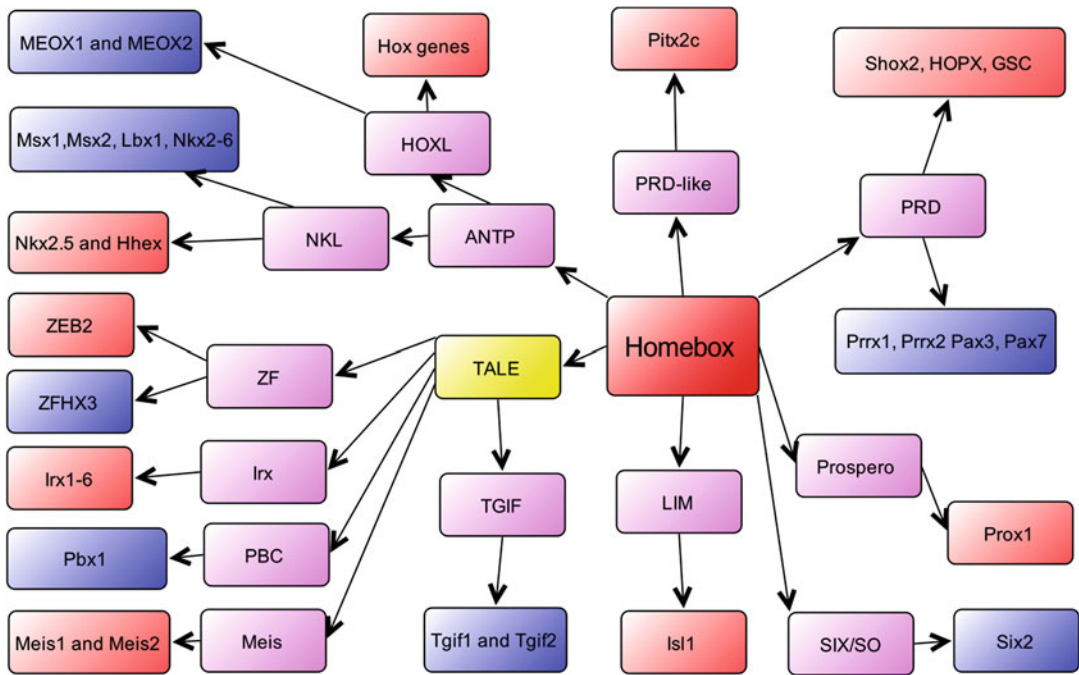 MEOX1 and MEOX2
Hox genes
Pitx2c
Shox2, HOPX, GSC
Msx1,Msx2, Lbx1, Nkx2-6
HOXL
PRD-like
PRD
Nkx2.5 and Hhex
NKL
ANTP
ZEB2
Homebox
Prrx1, Prrx2 Pax3, Pax7
ZF
TALE
ZFHX3
Irx1-6
Irx
Prospero
TGIF
LIM
Pbx1
PBC
Prox1
Meis1 and Meis2
Meis
Tgif1 and Tgif2
Isl1
SIX/SO
Six2